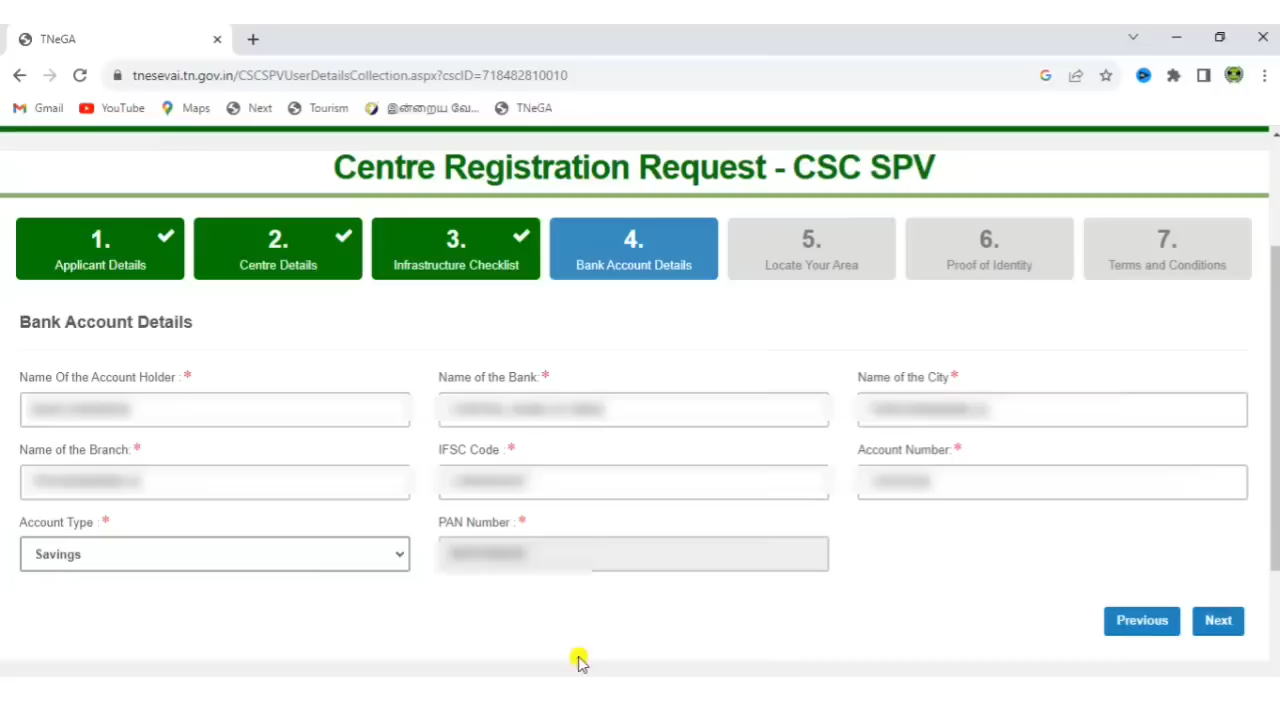 TNeGA
tnesevai.tn.gov.in/CSCSPVUserDetailsCollection.aspx?cscID=718482810010
Gmail YouTube Maps Next Tourism இன்றைய வே... TNeGA
Centre Registration Request - CSC SPV
1. 2. 3. 4. 5. 6. 7.
Applicant Details Centre Details Infrastructure Checklist Bank Account Details Locate Your Area Proof of Identity Terms and Conditions
Bank Account Details
Name Of the Account Holder : * Name of the Bank: * Name of the City *
Name of the Branch: * IFSC Code : * Account Number: *
Account Type : * PAN Number : *
Savings
Previous Next